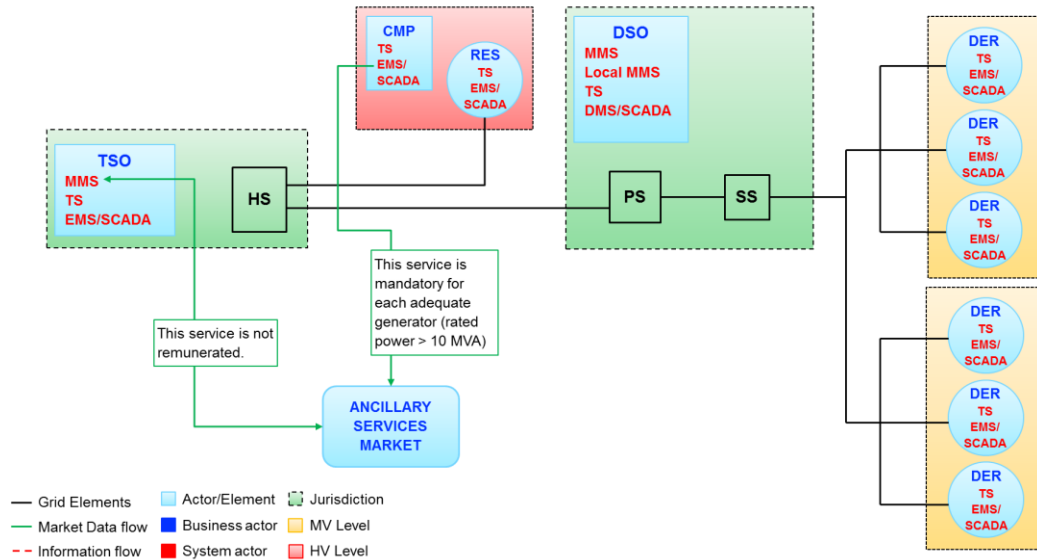 CMP
TS
EMS/
SCADA
RES
TS
EMS/
SCADA
DSO
MMS
Local MMS
TS
DMS/SCADA
DER
TS
EMS/
SCADA
DER
TS
EMS/
SCADA
DER
TS
EMS/
SCADA
TSO
MMS
TS
EMS/SCADA
HS
PS
SS
This service is
mandatory for
each adequate
generator (rated
power > 10 MVA)
This service is not
remunerated.
DER
TS
EMS/
SCADA
DER
TS
EMS/
SCADA
DER
TS
EMS/
SCADA
ANCILLARY
SERVICES
MARKET
Grid Elements
Actor/Element
Jurisdiction
Market Data flow
Business actor
MV Level
Information flow
System actor
HV Level